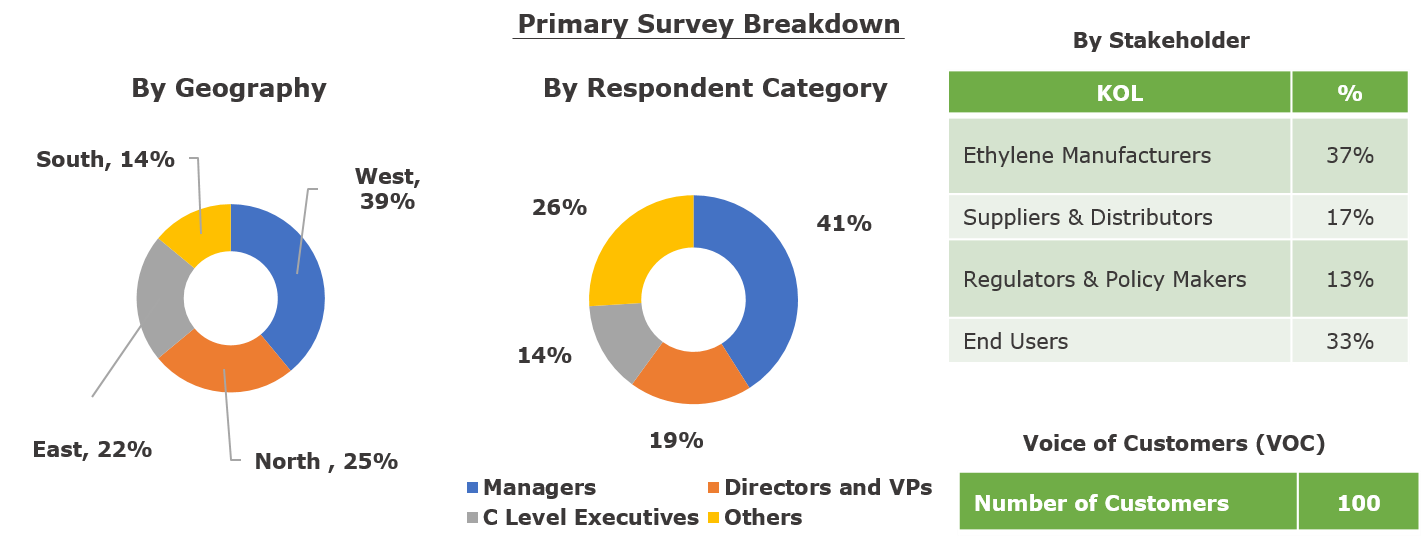 Primary Survey Breakdown
By Geography
South, 14%
West,
39%
East, 22%
North , 25%
By Respondent Category
26%
41%
14%
19%
Managers
Directors and VPs
C Level Executives
Others
By Stakeholder
KOL %
Ethylene Manufacturers 37%
Suppliers & Distributors 17%
Regulators & Policy Makers 13%
End Users 33%
Voice of Customers (VOC)
Number of Customers 100